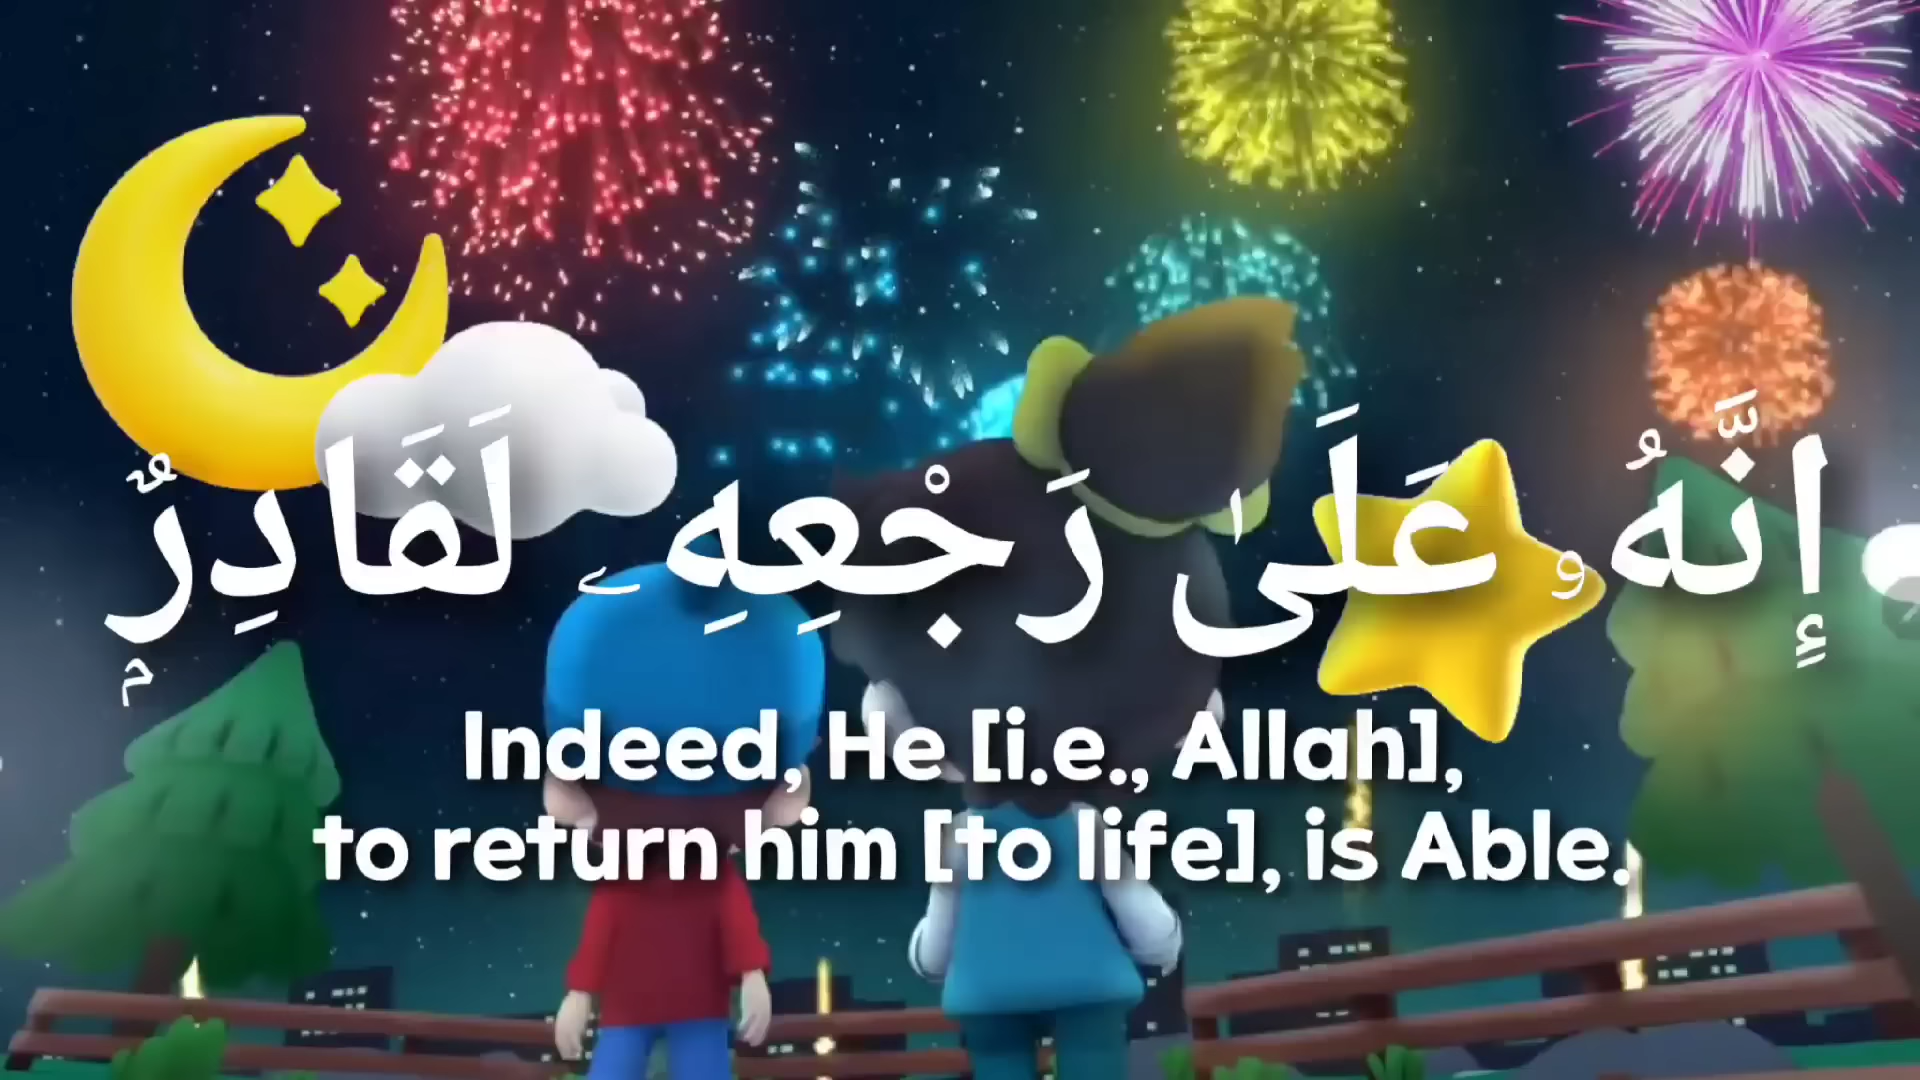 إِنَّهُۥ عَلَىٰ رَجْعِهِۦ لَقَادِرٌۭ
Indeed, He [i.e., Allah],
to return him [to life], is Able.